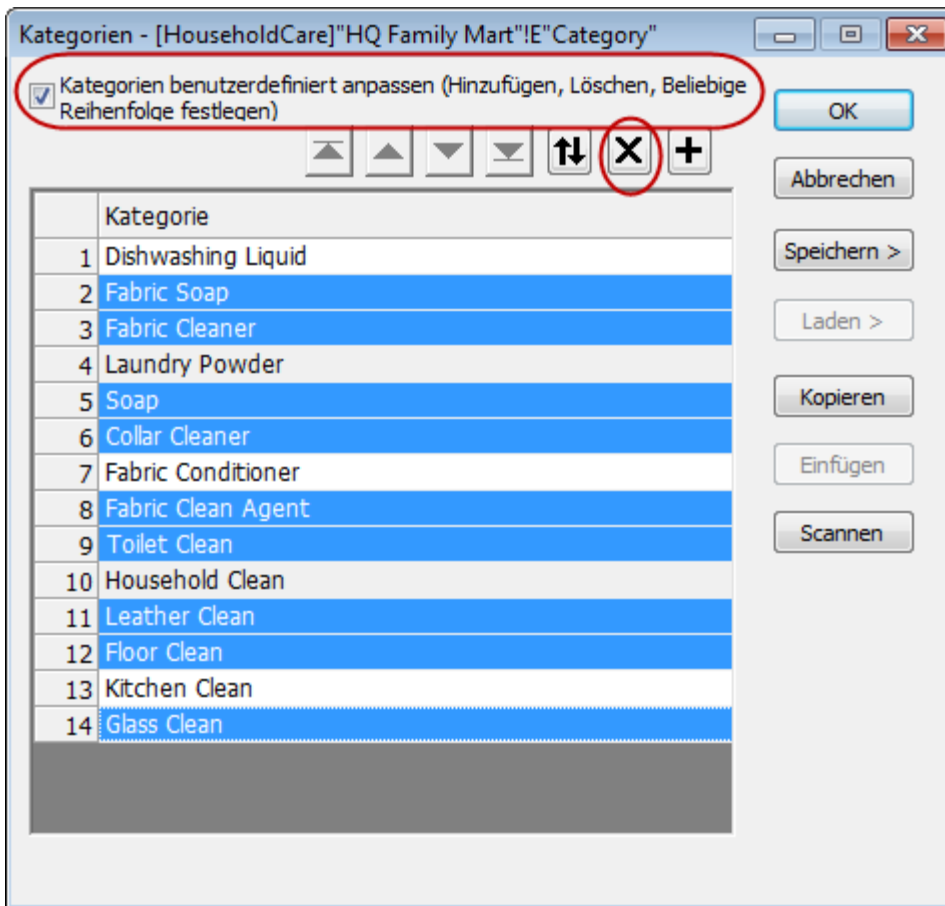 Kategorien - [HouseholdCare]"HQ Family Mart"!E"Category"
Kategorien benutzerdefiniert anpassen (Hinzufügen, Löschen, Beliebige
Reihenfolge festlegen)
OK
Abbrechen
Speichern >
Laden >
Kopieren
Einfügen
Scannen
Kategorie
1 Dishwashing Liquid
2 Fabric Soap
3 Fabric Cleaner
4 Laundry Powder
5 Soap
6 Collar Cleaner
7 Fabric Conditioner
8 Fabric Clean Agent
9 Toilet Clean
10 Household Clean
11 Leather Clean
12 Floor Clean
13 Kitchen Clean
14 Glass Clean